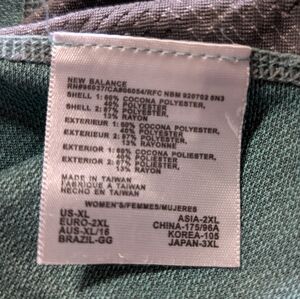 NEW BALANCE
RN#95037/CA#06054/RFC NBM 920702 SN3
SHELL 1: 60% COCONA POLYESTER,
40% POLYESTER
SHELL 2: 87% POLYESTER,
13% RAYON
EXTERIEUR 1: 60% COCONA POLYESTER,
40% POLYESTER
EXTERIEUR 2: 87% POLYESTER,
13% RAYON
EXTERIOR 1: 60% COCONA POLIESTER,
40% POLIESTER
EXTERIOR 2: 87% POLIESTER,
13% RAYON
MADE IN TAIWAN
FABRIQUE A TAIWAN
HECHO EN TAIWAN
WOMEN'S/FEMMES/MUJERES
US-XL
EURO-2XL
AUS-XL/16
BRAZIL-GG
ASIA-2XL
CHINA-175/96A
KOREA-105
JAPAN-3XL